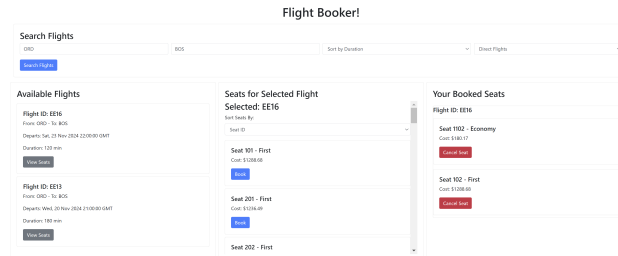 Flight Booker!
Search Flights
ORD
BOS
Sort by Duration
Direct Flights
Search Flights
Available Flights
Flight ID: EE16
From: ORD - To: BOS
Departs: Sat, 23 Nov 2024 22:00:00 GMT
Duration: 120 min
View Seats
Flight ID: EE13
From: ORD - To: BOS
Departs: Wed, 20 Nov 2024 21:00:00 GMT
Duration: 180 min
View Seats
Seats for Selected Flight
Selected: EE16
Sort Seats By:
Seat ID
Seat 101 - First
Cost: $1288.66
Book
Seat 201 - First
Cost: $1236.49
Book
Seat 202 - First
Your Booked Seats
Flight ID: EE16
Seat 1102 - Economy
Cost: $180.17
Cancel Seat
Seat 102 - First
Cost: $1288.68
Cancel Seat